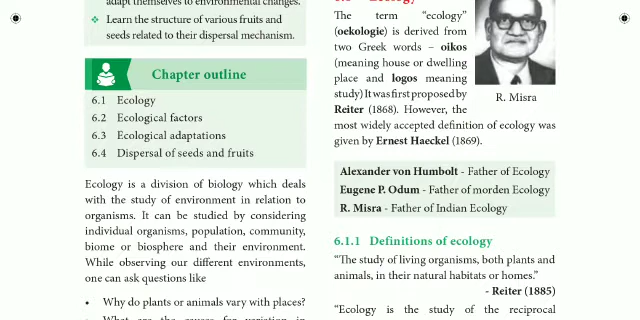 adapt themselves to environmental changes.
❖ Learn the structure of various fruits and
seeds related to their dispersal mechanism.
Chapter outline
6.1 Ecology
6.2 Ecological factors
6.3 Ecological adaptations
6.4 Dispersal of seeds and fruits
Ecology is a division of biology which deals
with the study of environment in relation to
organisms. It can be studied by considering
individual organisms, population, community,
biome or biosphere and their environment.
While observing our different environments,
one can ask questions like
• Why do plants or animals vary with places?
• What are the causes for variation in
The term “ecology”
(oekologie) is derived from
two Greek words – oikos
(meaning house or dwelling
place and logos meaning
study) It was first proposed by
Reiter (1868). However, the
most widely accepted definition of ecology was
given by Ernest Haeckel (1869).
R. Misra
Alexander von Humbolt - Father of Ecology
Eugene P. Odum - Father of morden Ecology
R. Misra - Father of Indian Ecology
6.1.1 Definitions of ecology
“The study of living organisms, both plants and
animals, in their natural habitats or homes.”
- Reiter (1885)
“Ecology is the study of the reciprocal